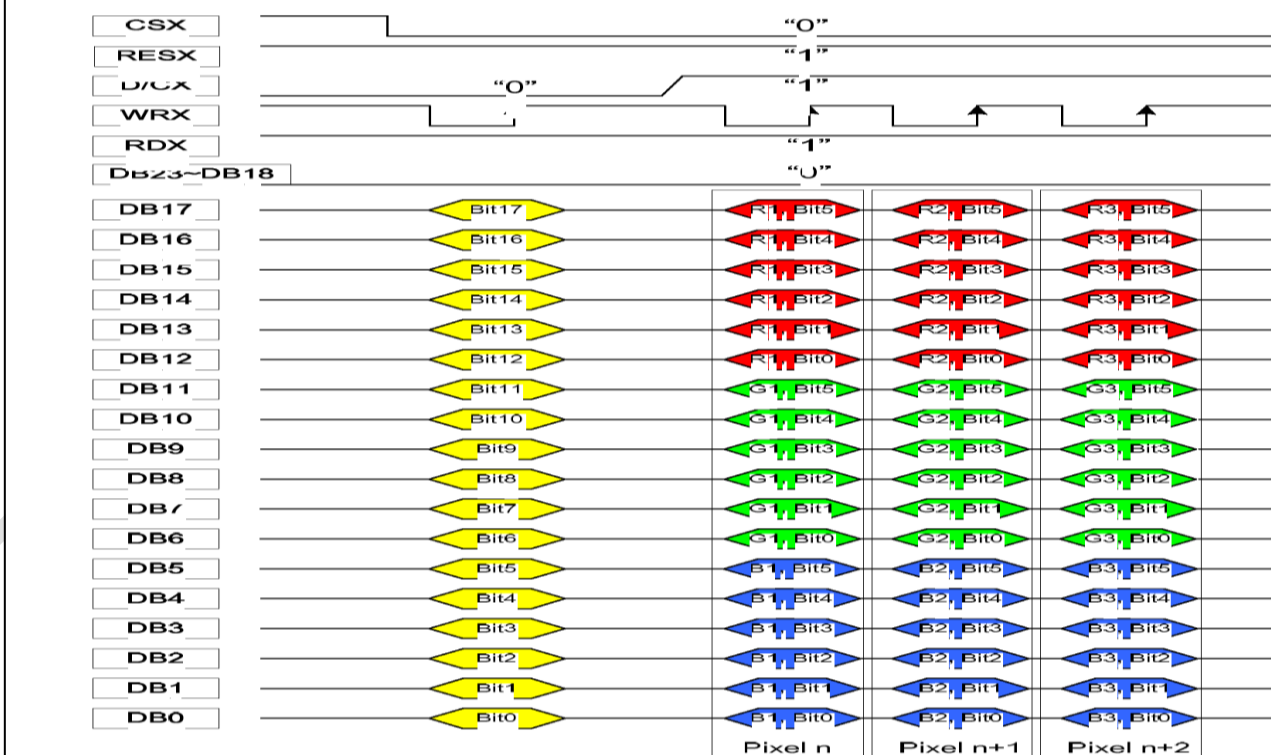 CSX “0”
RESX “1”
D/CX “0” “1”
WRX
RDX “1”
DB23~DB18 “0”
DB17 Bit17 R1, Bit5 R2, Bit5 R3, Bit5
DB16 Bit16 R1, Bit4 R2, Bit4 R3, Bit4
DB15 Bit15 R1, Bit3 R2, Bit3 R3, Bit3
DB14 Bit14 R1, Bit2 R2, Bit2 R3, Bit2
DB13 Bit13 R1, Bit1 R2, Bit1 R3, Bit1
DB12 Bit12 R1, Bit0 R2, Bit0 R3, Bit0
DB11 Bit11 G1, Bit5 G2, Bit5 G3, Bit5
DB10 Bit10 G1, Bit4 G2, Bit4 G3, Bit4
DB9 Bit9 G1, Bit3 G2, Bit3 G3, Bit3
DB8 Bit8 G1, Bit2 G2, Bit2 G3, Bit2
DB7 Bit7 G1, Bit1 G2, Bit1 G3, Bit1
DB6 Bit6 G1, Bit0 G2, Bit0 G3, Bit0
DB5 Bit5 B1, Bit5 B2, Bit5 B3, Bit5
DB4 Bit4 B1, Bit4 B2, Bit4 B3, Bit4
DB3 Bit3 B1, Bit3 B2, Bit3 B3, Bit3
DB2 Bit2 B1, Bit2 B2, Bit2 B3, Bit2
DB1 Bit1 B1, Bit1 B2, Bit1 B3, Bit1
DB0 Bit0 B1, Bit0 B2, Bit0 B3, Bit0
Pixel n Pixel n+1 Pixel n+2